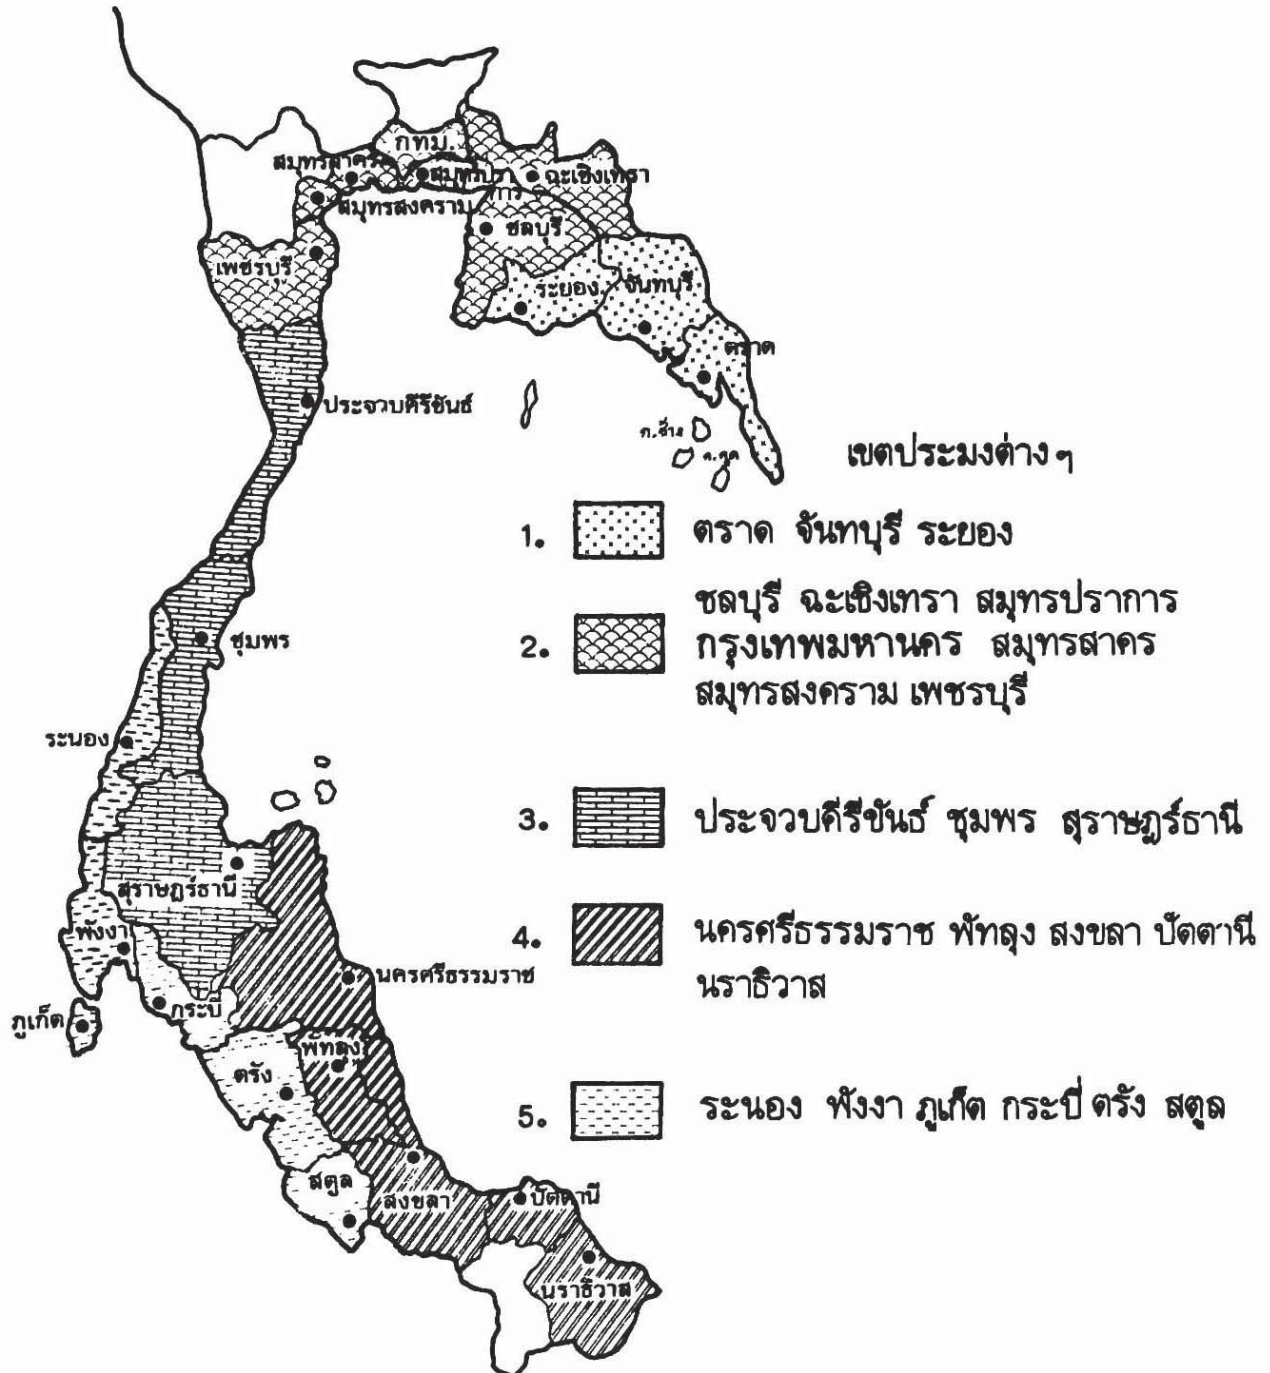 กทม.
สมุทรสาคร
สมุทรปรา
การ
ฉะเชิงเทรา
สมุทรสงคราม
ชลบุรี
เพชรบุรี
ระยอง
จันทบุรี
ตราด
ประจวบคีรีขันธ์
ก.ช้าง
เขตประมงต่าง ๆ
1. ตราด จันทบุรี ระยอง
ชลบุรี ฉะเชิงเทรา สมุทรปราการ
2. กรุงเทพมหานคร สมุทรสาคร
สมุทรสงคราม เพชรบุรี
ชุมพร
ระนอง
3. ประจวบคีรีขันธ์ ชุมพร สุราษฎร์ธานี
สุราษฎร์ธานี
4. นครศรีธรรมราช พัทลุง สงขลา ปัตตานี
นราธิวาส
พังงา
นครศรีธรรมราช
กระบี่
ภูเก็ต
พัทลุง
ตรัง
5. ระนอง พังงา ภูเก็ต กระบี่ ตรัง สตูล
สตูล
สงขลา
ปัตตานี
นราธิวาส